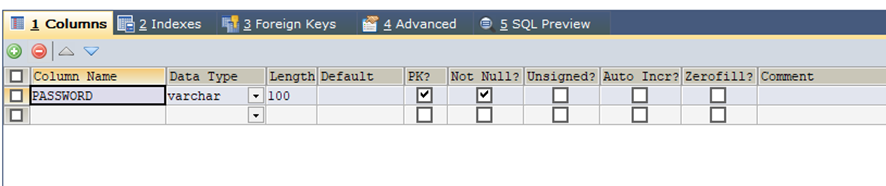 1 Columns 2 Indexes 3 Foreign Keys 4 Advanced 5 SQL Preview
Column Name Data Type Length Default PK? Not Null? Unsigned? Auto Incr? Zerofill? Comment
PASSWORD varchar 100